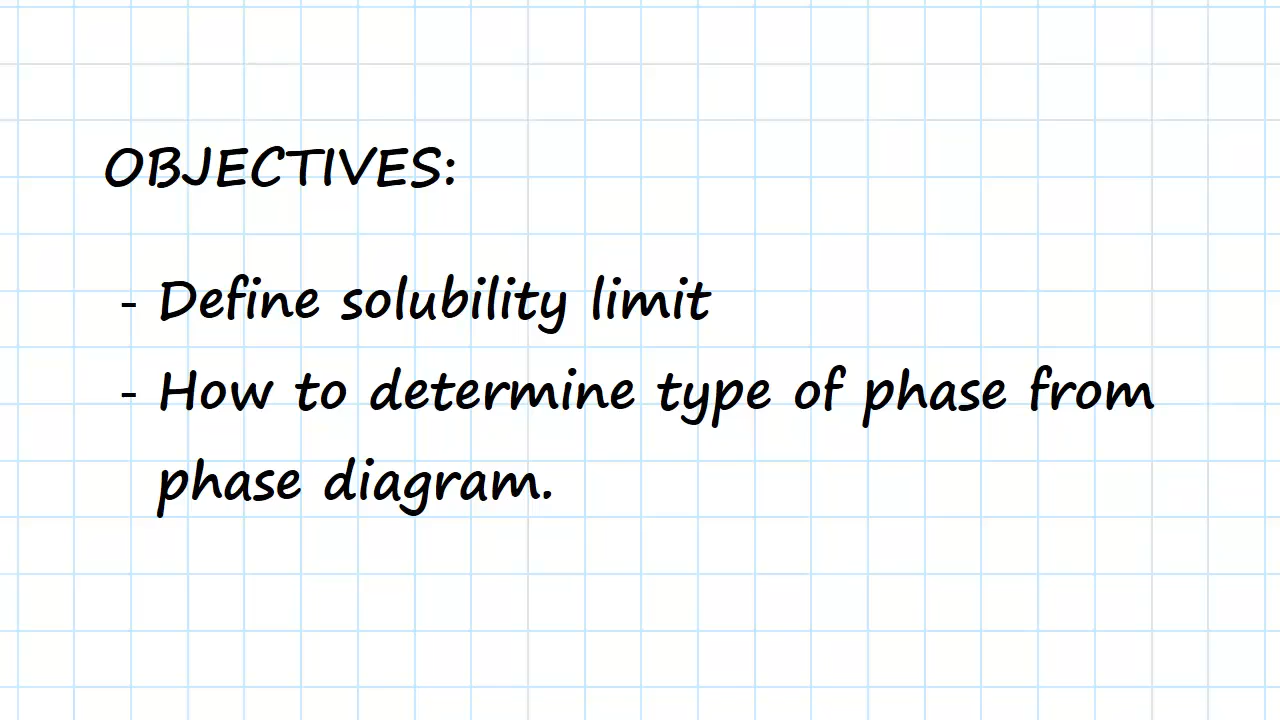 OBJECTIVES:
- Define solubility limit
- How to determine type of phase from
phase diagram.